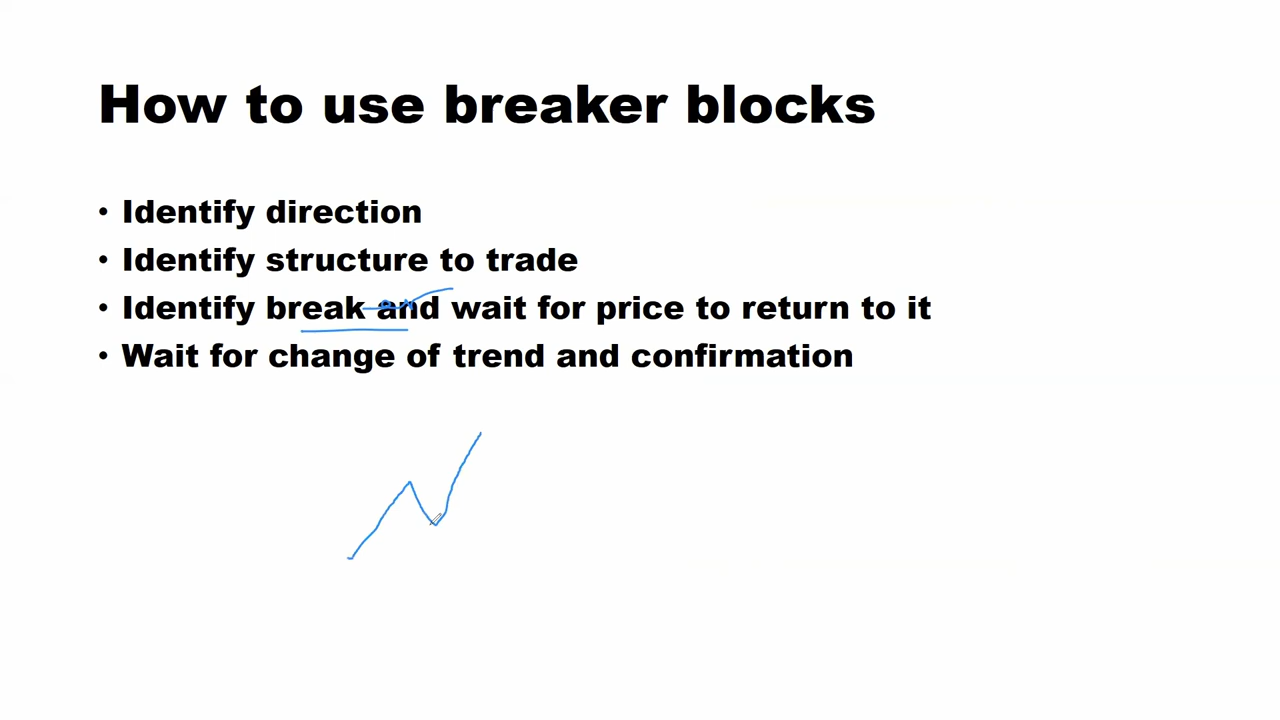 How to use breaker blocks
• Identify direction
• Identify structure to trade
• Identify break and wait for price to return to it
• Wait for change of trend and confirmation